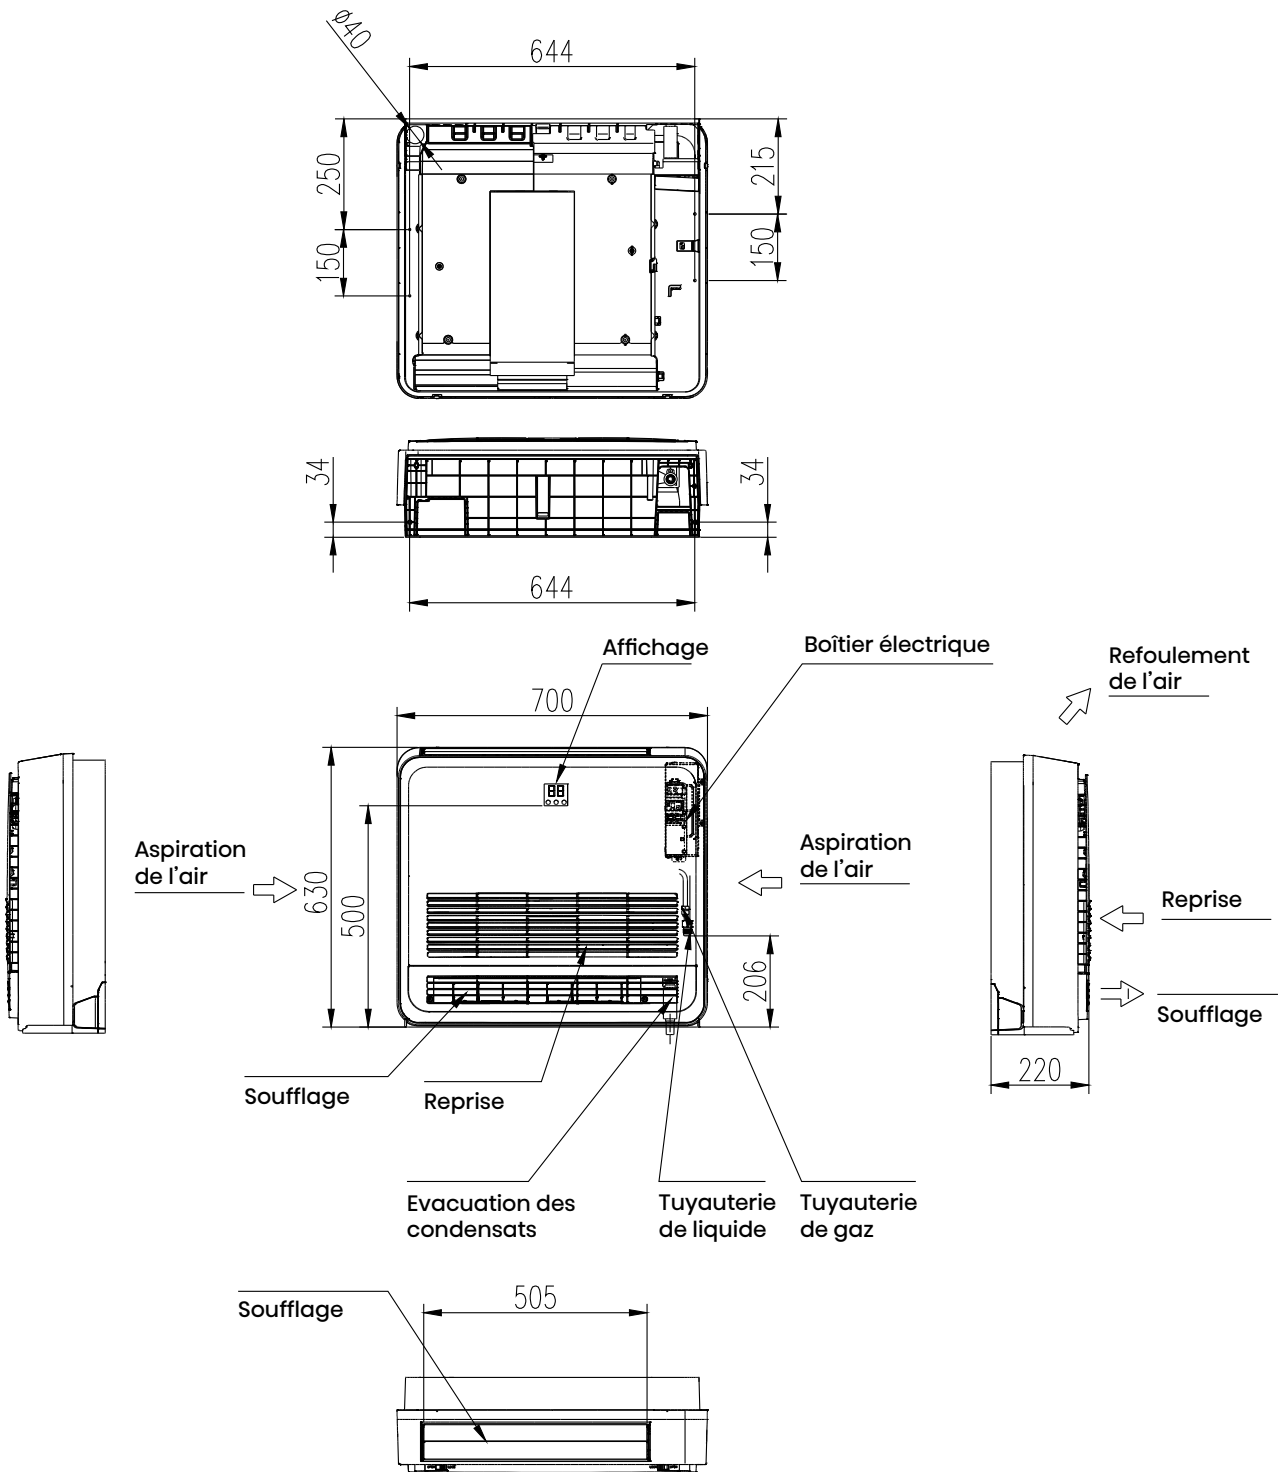 ø40
644
250
150
215
150
34
34
644
Affichage
Boîtier électrique
Refoulement
de l'air
700
Aspiration
de l'air
630
500
88
206
Aspiration
de l'air
Reprise
Soufflage
220
Soufflage
Reprise
Evacuation des
condensats
Tuyauterie
de liquide
Tuyauterie
de gaz
Soufflage
505